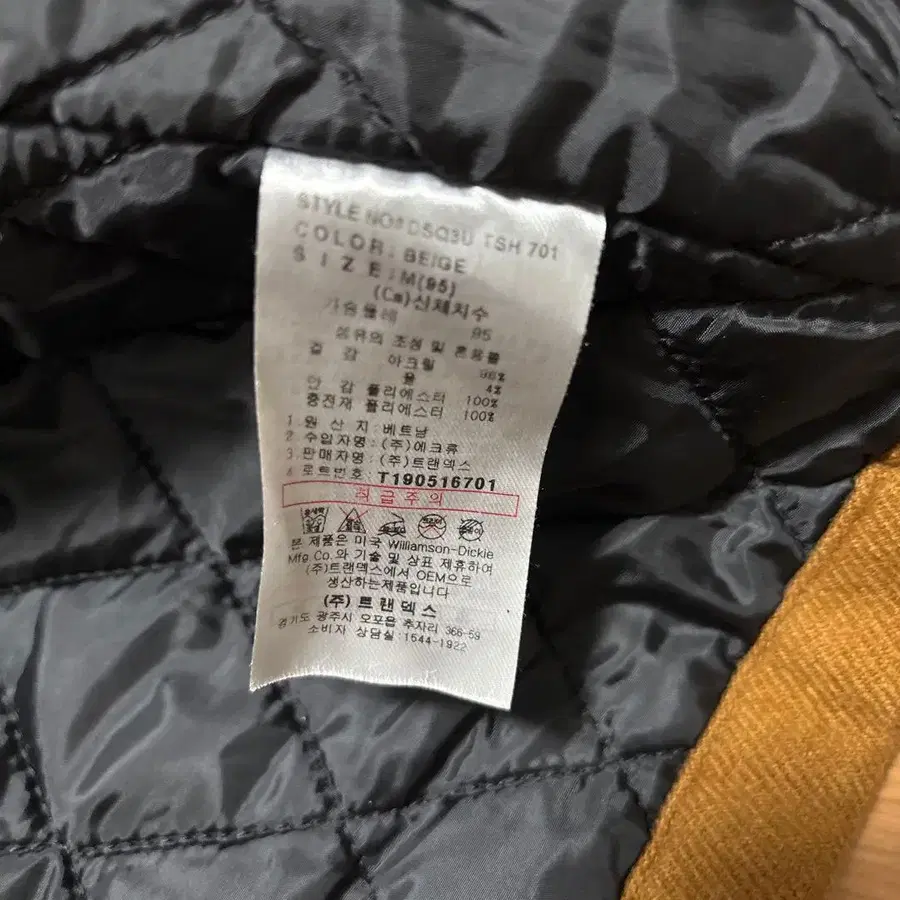 STYLE NO:DSQ3U TSH 701
COLOR: BEIGE
SIZE: M(95)
(Cm)신체치수
가슴둘레 95
섬유의 조성 및 혼용률
겉 감 아크릴 96%
울 4%
안 감 폴리에스터 100%
충전재 폴리에스터 100%
1. 원 산 지: 베트남
2. 수입자명: (주)에크류
3. 판매자명: (주)트랜덱스
4. 로트번호: T190516701
취급주의
본 제품은 미국 Williamson-Dickie
Mfg.Co.와 기술 및 상표 제휴하여
(주)트랜덱스에서 OEM으로
생산하는제품입니다
(주)트랜덱스
경기도 광주시 오포읍 추자리 366-59
소비자 상담실:1544-1922